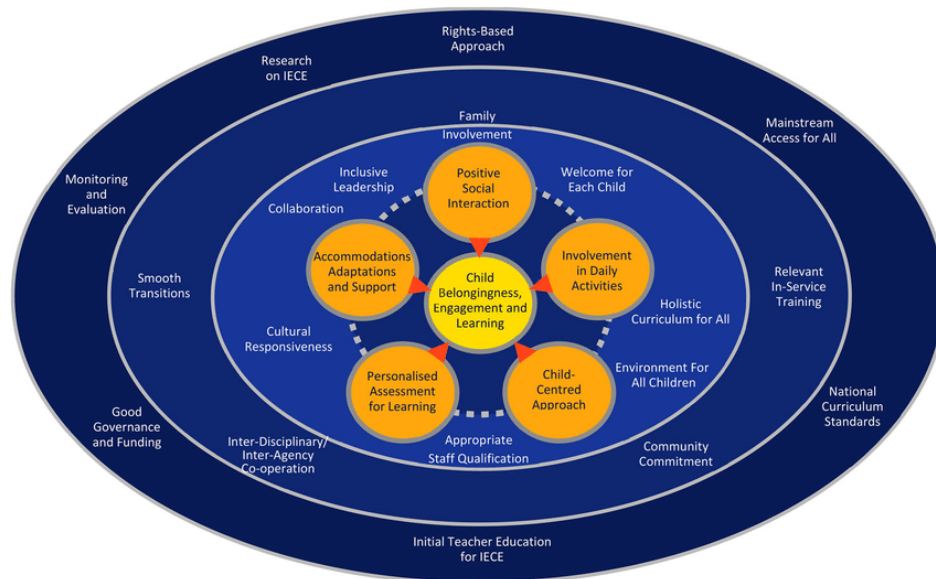 Rights-Based
Approach
Research
on IECE
Mainstream
Access for All
Monitoring
and
Evaluation
National
Curriculum
Standards
Good
Governance
and Funding
Initial Teacher Education
for IECE
Family
Involvement
Smooth
Transitions
Relevant
In-Service
Training
Inter-Disciplinary/
Inter-Agency
Co-operation
Community
Commitment
Inclusive
Leadership
Collaboration
Welcome for
Each Child
Cultural
Responsiveness
Holistic
Curriculum for All
Environment For
All Children
Appropriate
Staff Qualification
Positive
Social
Interaction
Accommodations
Adaptations
and Support
Involvement
in Daily
Activities
Personalised
Assessment
for Learning
Child-
Centred
Approach
Child
Belongingness,
Engagement and
Learning